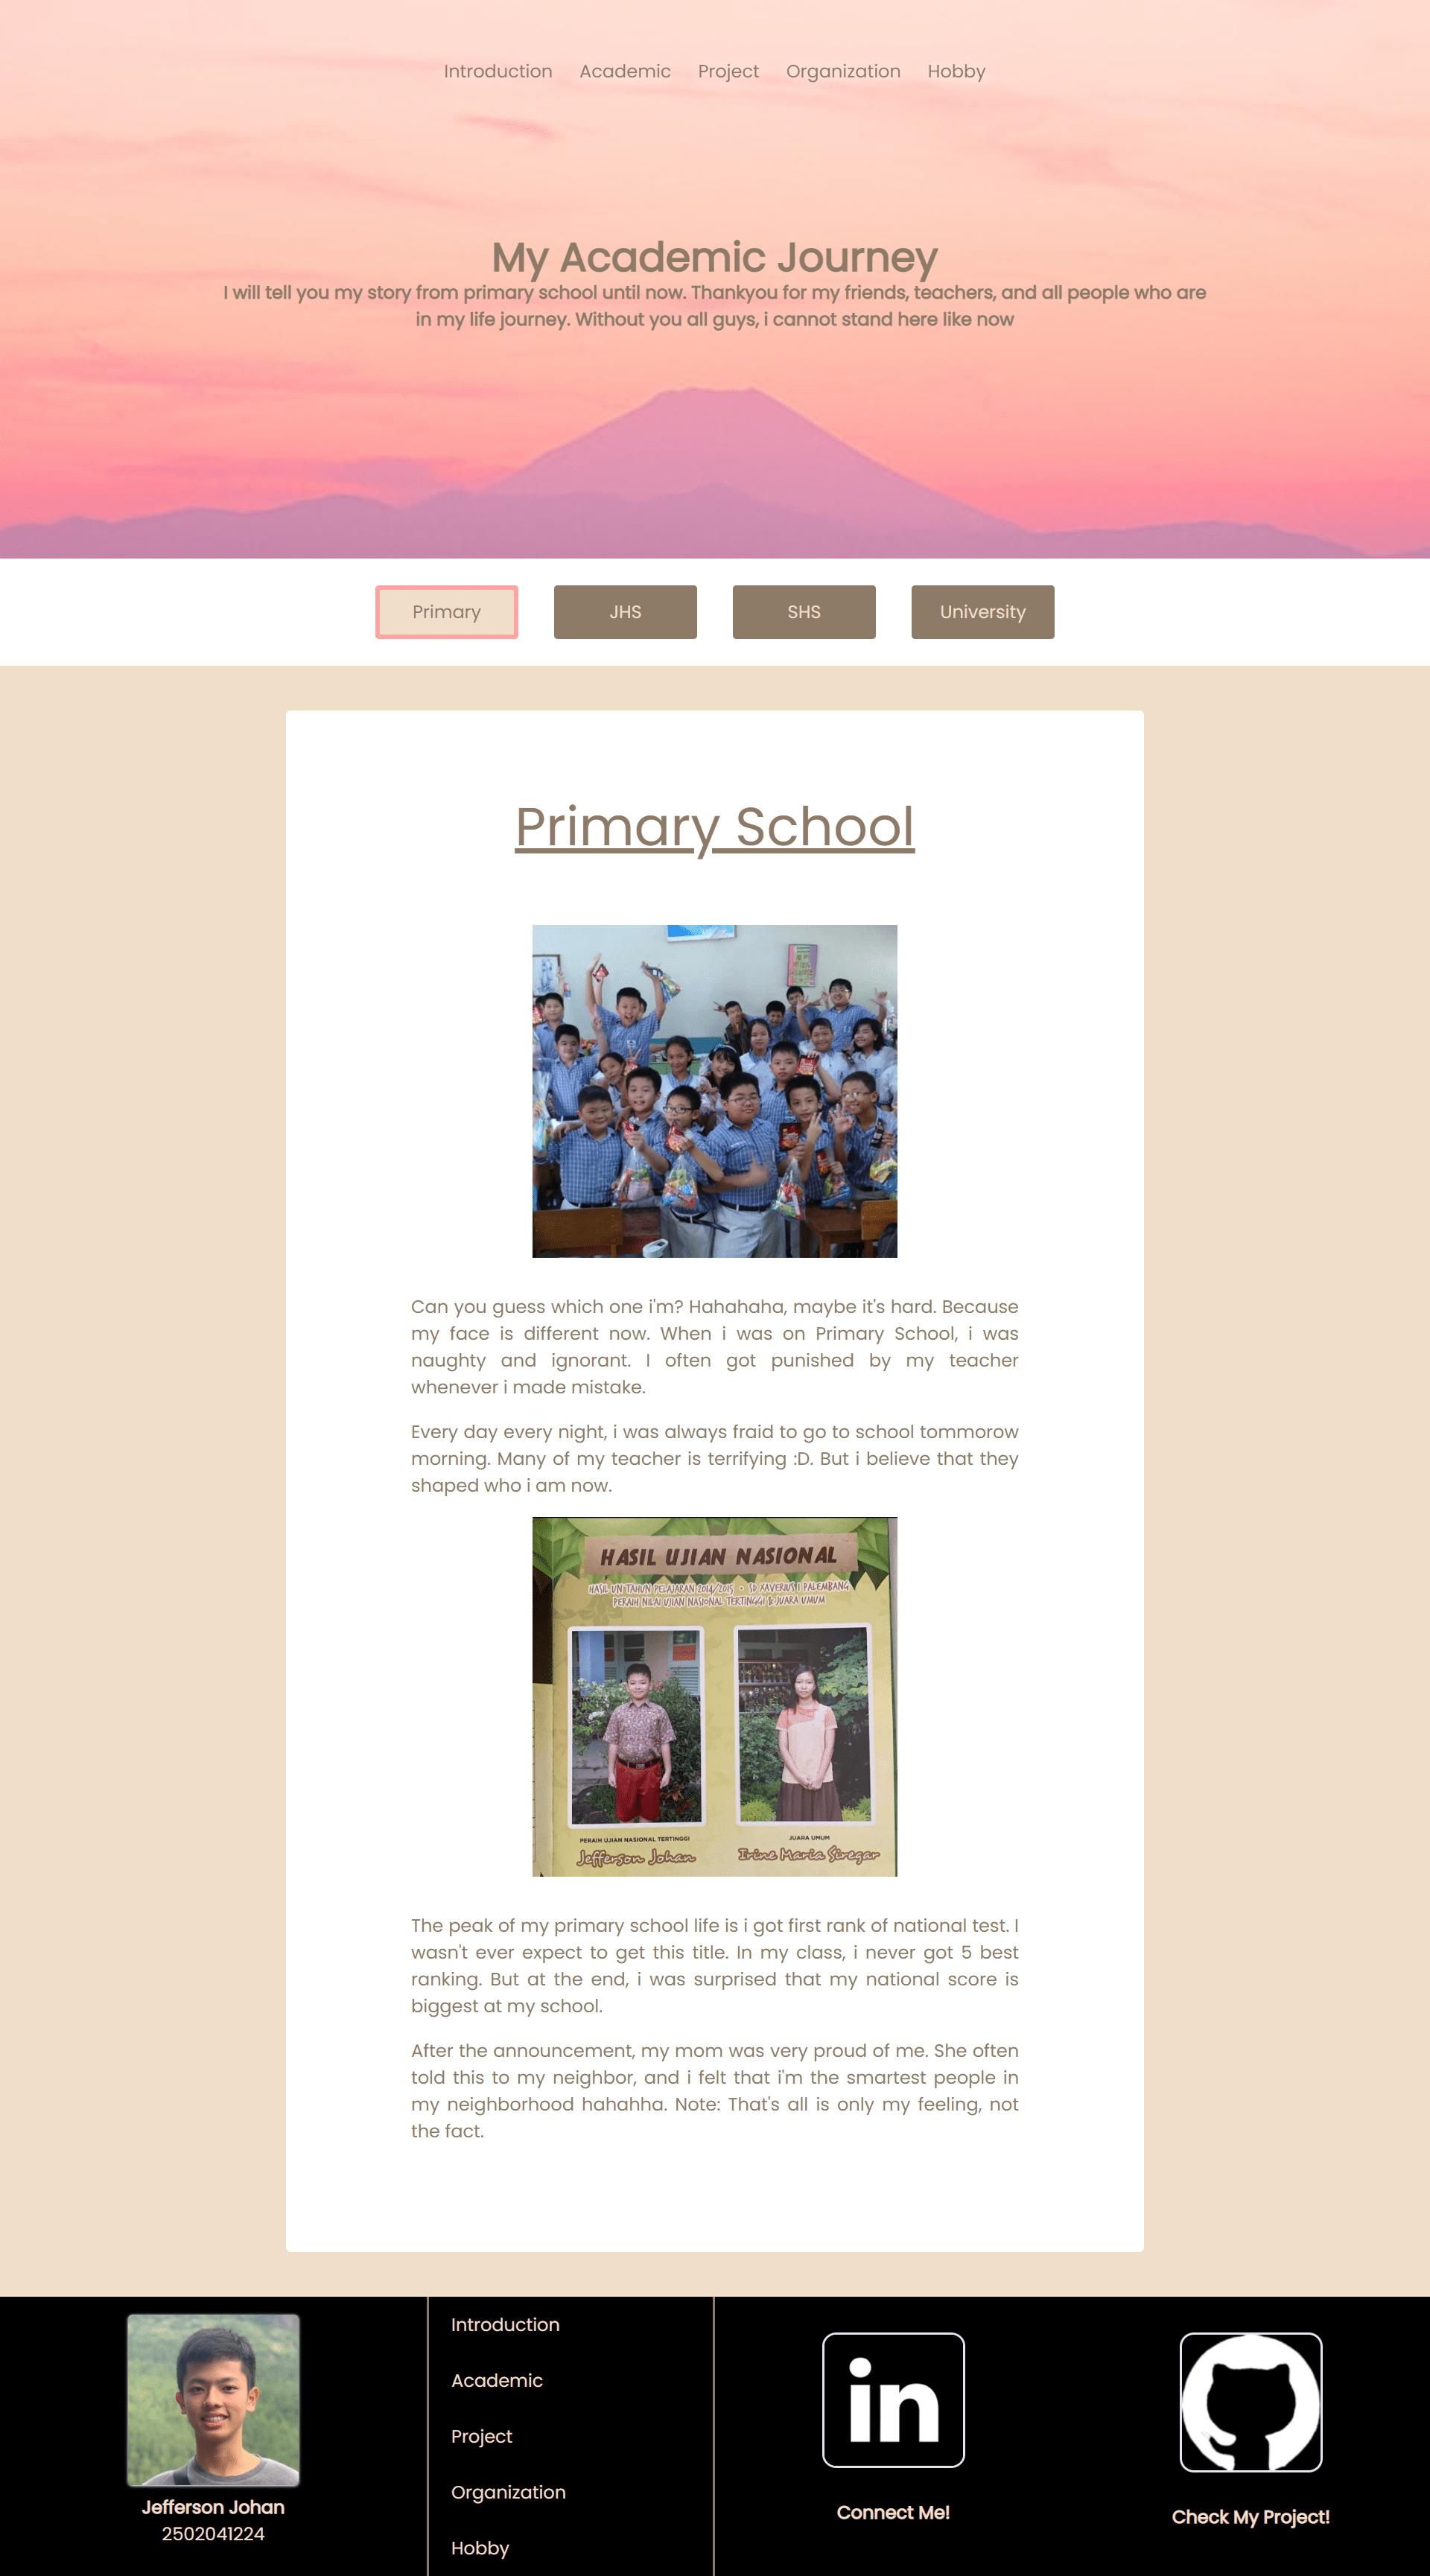 Introduction Academic Project Organization Hobby
My Academic Journey
I will tell you my story from primary school until now. Thankyou for my friends, teachers, and all people who are
in my life journey. Without you all guys, i cannot stand here like now
Primary JHS SHS University
Primary School
Can you guess which one i'm? Hahahaha, maybe it's hard. Because
my face is different now. When i was on Primary School, i was
naughty and ignorant. I often got punished by my teacher
whenever i made mistake.
Every day every night, i was always fraid to go to school tommorow
morning. Many of my teacher is terrifying :D. But i believe that they
shaped who i am now.
HASIL UJIAN NASIONAL
HASIL UN TAHUN PELAJARAN 2014/2015 - SD XAVERIUS 1 PALEMBANG
PERAIH NILAI UJIAN NASIONAL TERTINGGI & JUARA UMUM
PERAIH UJIAN NASIONAL TERTINGGI
Jefferson Johan
JUARA UMUM
Irine Maria Siregar
The peak of my primary school life is i got first rank of national test. I
wasn't ever expect to get this title. In my class, i never got 5 best
ranking. But at the end, i was surprised that my national score is
biggest at my school.
After the announcement, my mom was very proud of me. She often
told this to my neighbor, and i felt that i'm the smartest people in
my neighborhood hahahha. Note: That's all is only my feeling, not
the fact.
Jefferson Johan
2502041224
Introduction
Academic
Project
Organization
Hobby
in
Connect Me!
Check My Project!